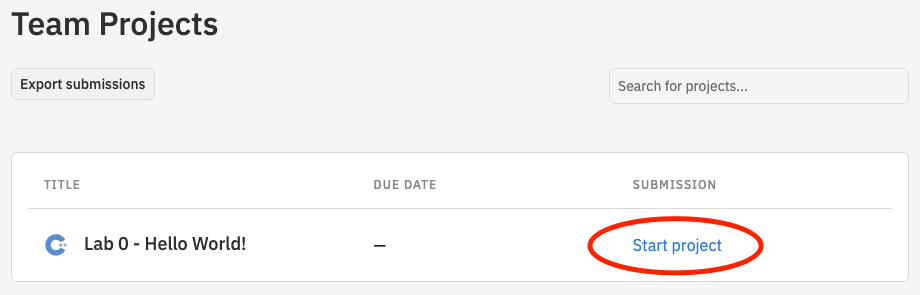 Team Projects
Export submissions
Search for projects...
TITLE DUE DATE SUBMISSION
Lab 0 - Hello World! — Start project